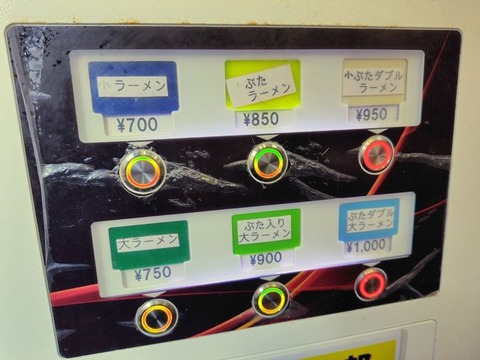 小ラーメン
¥700
ぶた
ラーメン
¥850
小ぶたダブル
ラーメン
¥950
大ラーメン
¥750
ぶた入り
大ラーメン
¥900
ぶたダブル
大ラーメン
¥1,000